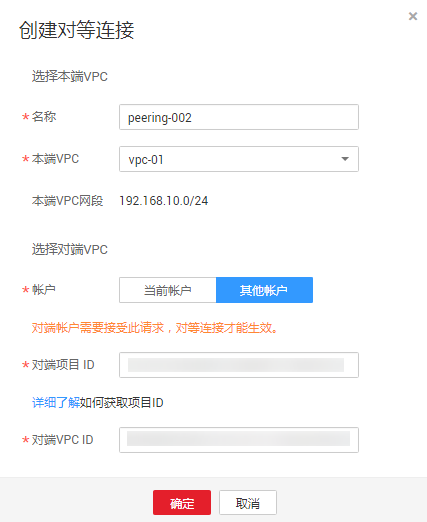 创建对等连接
选择本端VPC
* 名称 peering-002
* 本端VPC vpc-01
本端VPC网段 192.168.10.0/24
选择对端VPC
* 帐户 当前帐户 其他帐户
对端帐户需要接受此请求，对等连接才能生效。
* 对端项目 ID
详细了解如何获取项目ID
* 对端VPC ID
确定 取消